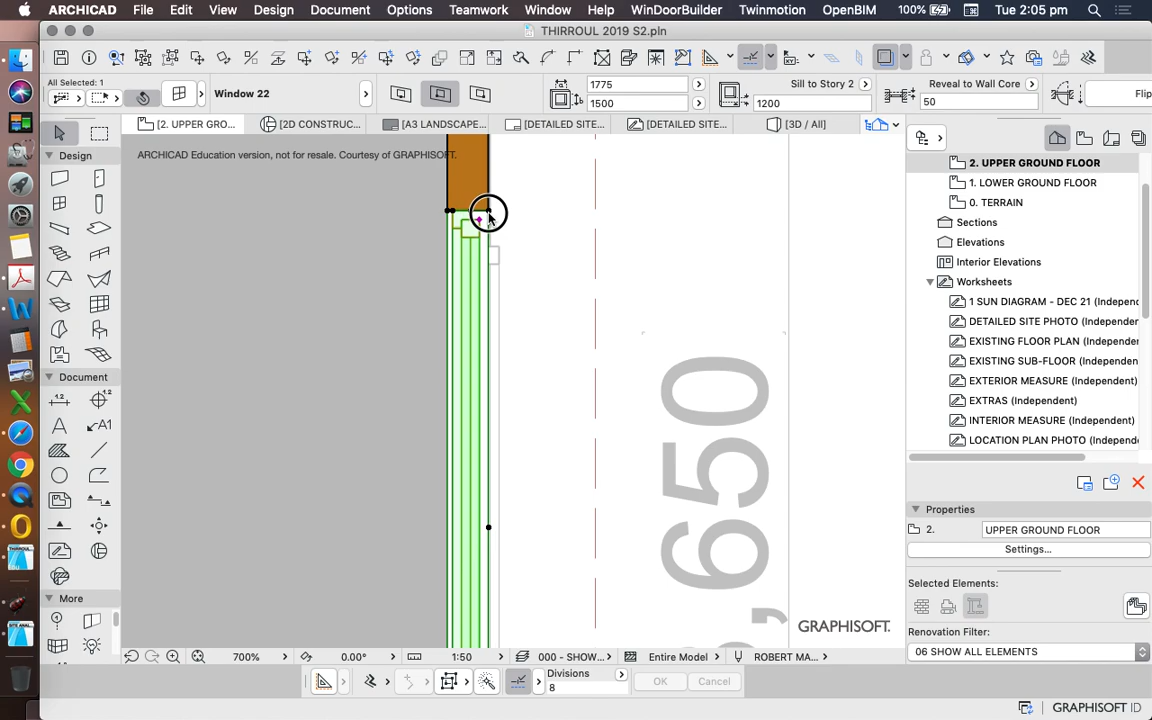 ARCHICAD File Edit View Design Document Options Teamwork Window Help WinDoorBuilder Twinmotion OpenBIM 100% Tue 2:05 pm
THIRROUL 2019 S2.pln
All Selected: 1
Window 22
1775
1500
Sill to Story 2
1200
Reveal to Wall Core
50
Flip
[2. UPPER GRO... [2D CONSTRUC... [A3 LANDSCAPE... [DETAILED SITE... [DETAILED SITE... [3D / All]
ARCHICAD Education version, not for resale. Courtesy of GRAPHISOFT.
Design
Document
More
650
,
GRAPHISOFT.
2. UPPER GROUND FLOOR
1. LOWER GROUND FLOOR
0. TERRAIN
Sections
Elevations
Interior Elevations
Worksheets
1 SUN DIAGRAM - DEC 21 (Independ
DETAILED SITE PHOTO (Independer
EXISTING FLOOR PLAN (Independer
EXISTING SUB-FLOOR (Independer
EXTERIOR MEASURE (Independent)
EXTRAS (Independent)
INTERIOR MEASURE (Independent)
LOCATION PLAN PHOTO (Independe
Properties
2. UPPER GROUND FLOOR
Settings...
Selected Elements:
Renovation Filter:
06 SHOW ALL ELEMENTS
700% 0.00° 1:50 000 - SHOW... Entire Model ROBERT MA...
Divisions
8
OK Cancel
GRAPHISOFT ID